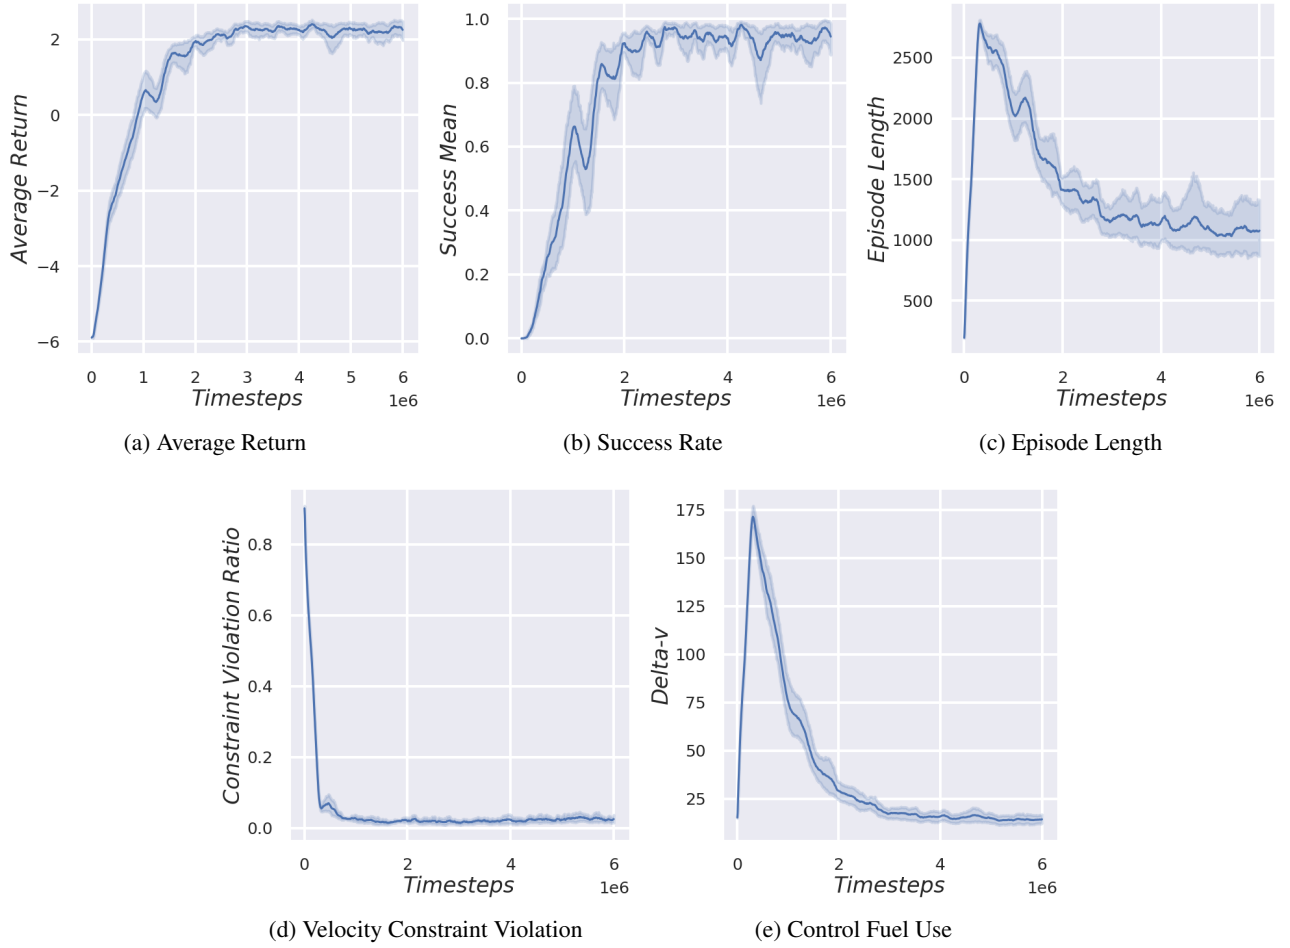 Average Return
2
0
−2
−4
−6
0 1 2 3 4 5 6
Timesteps
1e6
(a) Average Return
Success Mean
1.0
0.8
0.6
0.4
0.2
0.0
0 2 4 6
Timesteps
1e6
(b) Success Rate
Episode Length
2500
2000
1500
1000
500
0 2 4 6
Timesteps
1e6
(c) Episode Length
Constraint Violation Ratio
0.8
0.6
0.4
0.2
0.0
0 2 4 6
Timesteps
1e6
(d) Velocity Constraint Violation
Delta-v
175
150
125
100
75
50
25
0 2 4 6
Timesteps
1e6
(e) Control Fuel Use